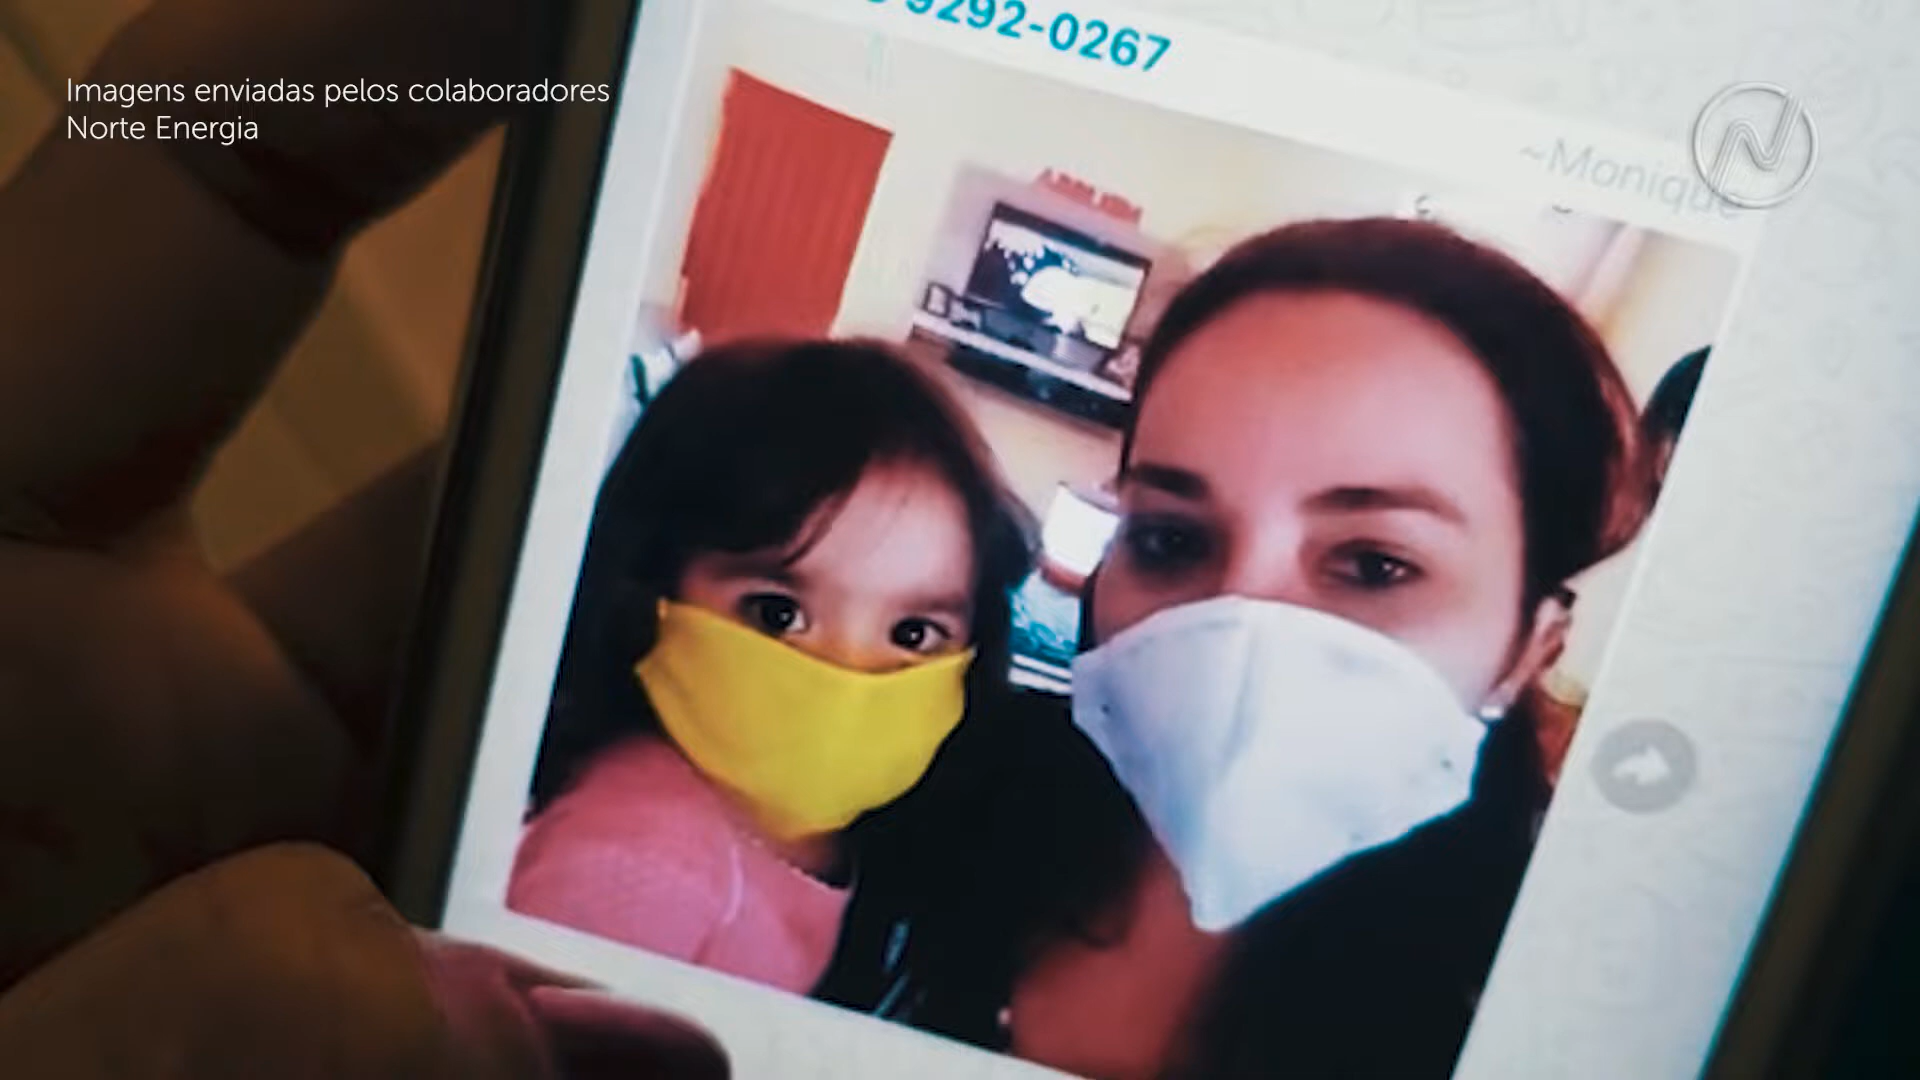 Imagens enviadas pelos colaboradores
Norte Energia
9292-0267
~Monique